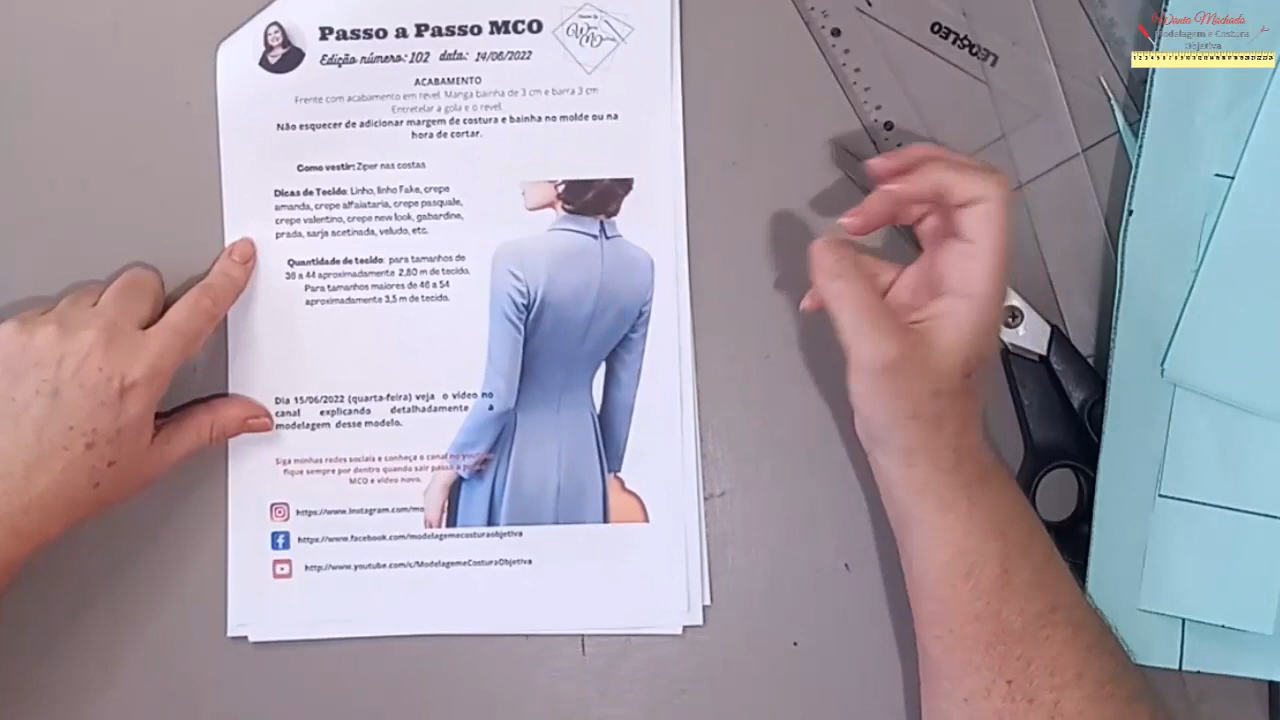 Passo a Passo MCO
Edição número: 102 data: 14/06/2022
ACABAMENTO
Frente com acabamento em revel. Manga bainha de 3 cm e barra 3 cm
Entretelar a gola e o revel.
Não esquecer de adicionar margem de costura e bainha no molde ou na
hora de cortar.
Como vestir: Zíper nas costas
Dicas de Tecido: Linho, linho Fake, crepe
amanda, crepe alfaiataria, crepe pasquale,
crepe valentino, crepe new look, gabardine,
prada, sarja acetinada, veludo, etc.
Quantidade de tecido: para tamanhos de
36 a 44 aproximadamente 2,80 m de tecido,
Para tamanhos maiores de 46 a 54
aproximadamente 3,5 m de tecido.
Dia 15/06/2022 (quarta-feira) veja o vídeo no
canal explicando detalhadamente a
modelagem desse modelo.
Siga minhas redes sociais e conheça o canal no
fique sempre por dentro quando sair passo a
MCO e vídeo novo.
https://www.instagram.com/mo
https://www.facebook.com/modelagemecosturaobjetiva
http://www.youtube.com/c/ModelagemeCosturaObjetiva
LEO&LEO
Wania Machado
Modelagem e Costura
Objetiva